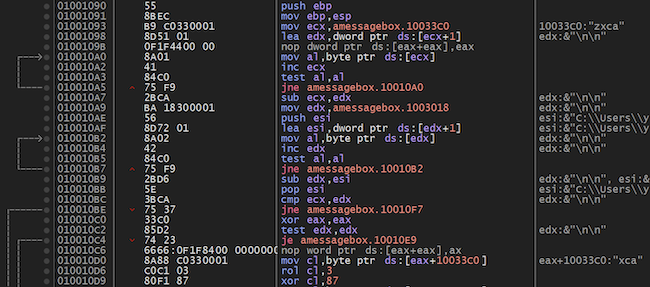 01001090 55 push ebp
01001091 8BEC mov ebp,esp
01001093 B9 C0330001 mov ecx,amessagebox.10033C0 10033C0:"zxca"
01001098 8D51 01 lea edx,dword ptr ds:[ecx+1] edx:&"\n\n"
0100109B 0F1F4400 00 nop dword ptr ds:[eax+eax],eax
010010A0 8A01 mov al,byte ptr ds:[ecx]
010010A2 41 inc ecx
010010A3 84C0 test al,al
010010A5 75 F9 jne amessagebox.10010A0
010010A7 2BCA sub ecx,edx edx:&"\n\n"
010010A9 BA 18300001 mov edx,amessagebox.1003018 edx:&"\n\n"
010010AE 56 push esi esi:&"C:\\Users\\y
010010AF 8D72 01 lea esi,dword ptr ds:[edx+1] esi:&"C:\\Users\\y
010010B2 8A02 mov al,byte ptr ds:[edx] edx:&"\n\n"
010010B4 42 inc edx edx:&"\n\n"
010010B5 84C0 test al,al
010010B7 75 F9 jne amessagebox.10010B2
010010B9 2BD6 sub edx,esi edx:&"\n\n", esi:&
010010BB 5E pop esi esi:&"C:\\Users\\y
010010BC 3BCA cmp ecx,edx edx:&"\n\n"
010010BE 75 37 jne amessagebox.10010F7
010010C0 33C0 xor eax,eax
010010C2 85D2 test edx,edx edx:&"\n\n"
010010C4 74 23 je amessagebox.10010E9
010010C6 6666:0F1F8400 0000000 nop word ptr ds:[eax+eax],ax
010010D0 8A88 C0330001 mov cl,byte ptr ds:[eax+10033C0] eax+10033C0:"xca"
010010D6 C0C1 03 rol cl,3
010010D9 80F1 87 xor cl,87